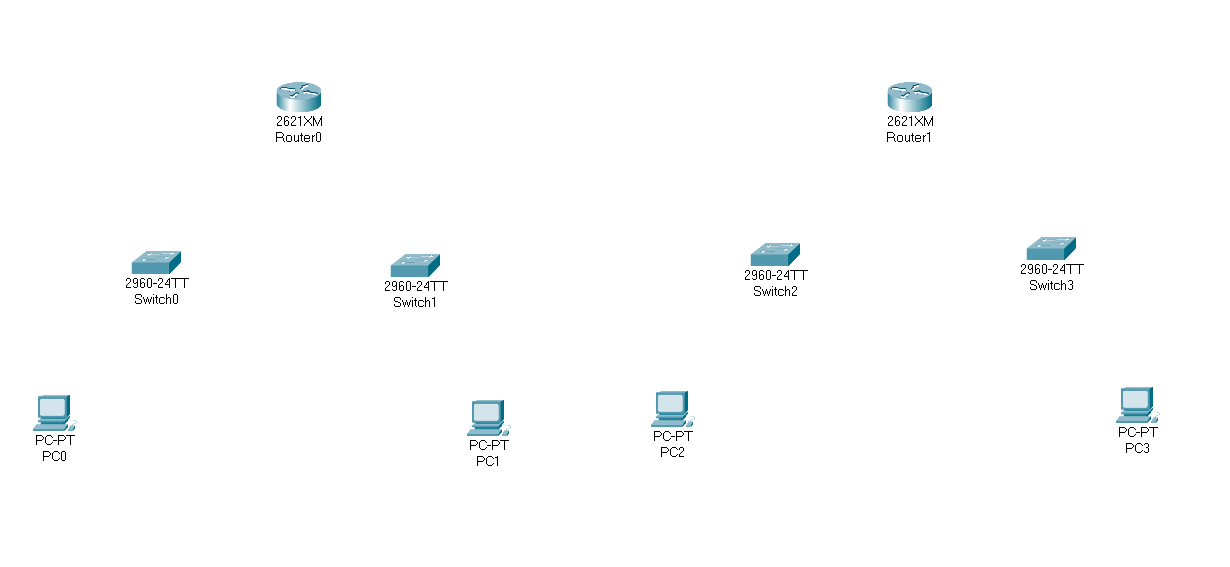 2621XM
Router0
2621XM
Router1
2960-24TT
Switch0
2960-24TT
Switch1
2960-24TT
Switch2
2960-24TT
Switch3
PC-PT
PC0
PC-PT
PC1
PC-PT
PC2
PC-PT
PC3